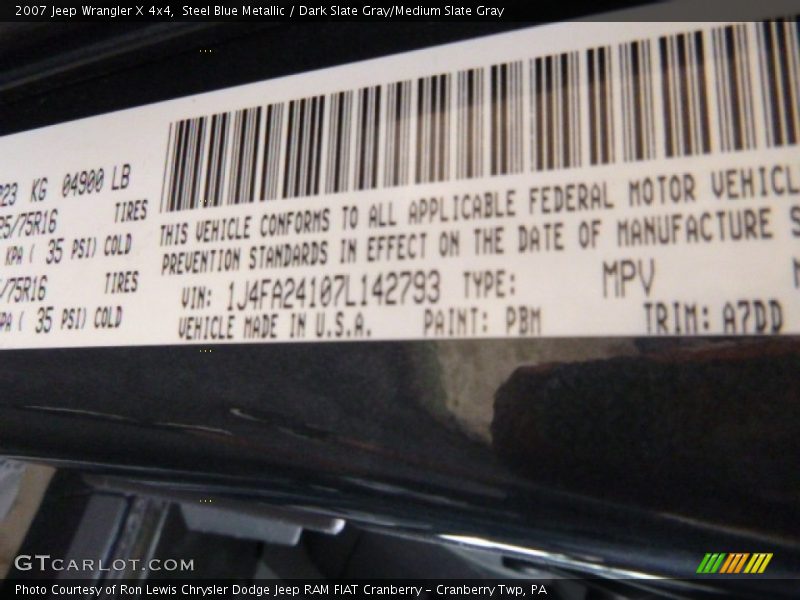 2007 Jeep Wrangler X 4x4,  Steel Blue Metallic / Dark Slate Gray/Medium Slate Gray
KG 04900 LB
/75R16 TIRES
KPA ( 35 PSI) COLD
/75R16 TIRES
( 35 PSI) COLD
THIS VEHICLE CONFORMS TO ALL APPLICABLE FEDERAL MOTOR VEHICL
PREVENTION STANDARDS IN EFFECT ON THE DATE OF MANUFACTURE S
VIN: 1J4FA24107L142793 TYPE: MPV
VEHICLE MADE IN U.S.A. PAINT: PBM TRIM: A7DD
GTCARLOT.COM
Photo Courtesy of Ron Lewis Chrysler Dodge Jeep RAM FIAT Cranberry – Cranberry Twp, PA